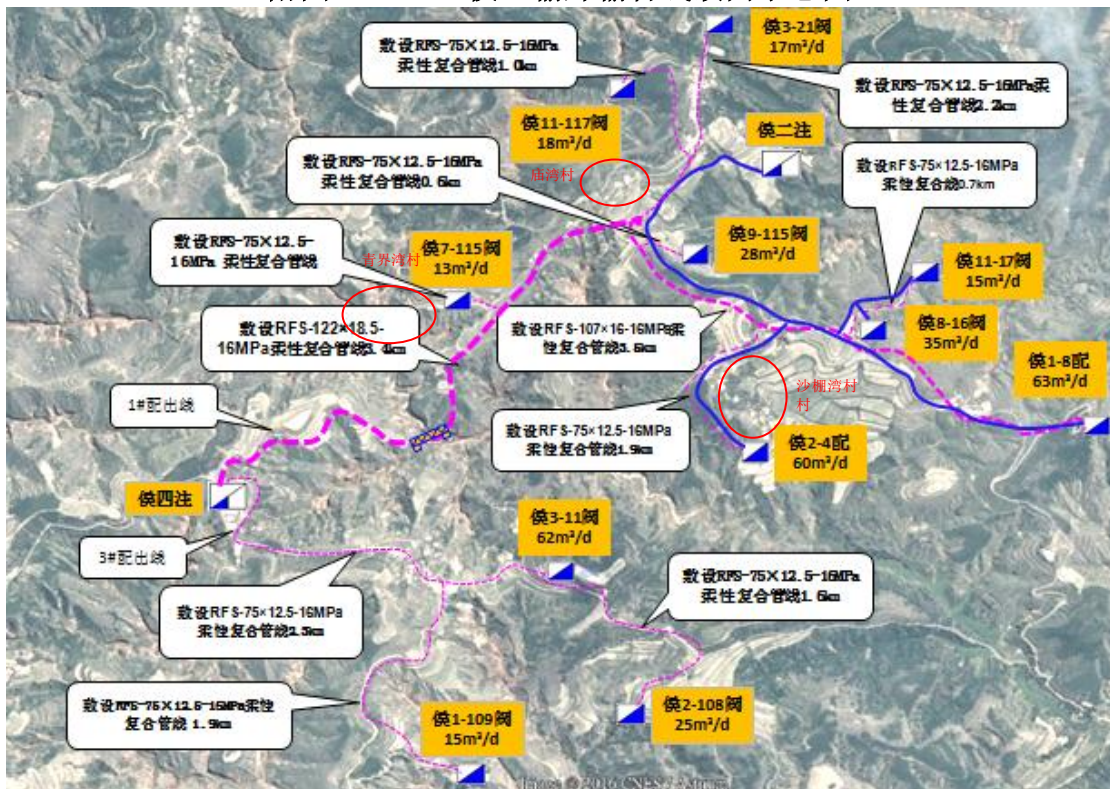 敷设RFS-75×12.5-16MPa
柔性复合管线1.0km
侯3-21阀
17m³/d
敷设RFS-75×12.5-16MPa柔
性复合管线2.2km
侯11-117阀
18m³/d
侯二注
敷设RFS-75×12.5-16MPa
柔性复合管线0.6km
敷设RFS-75×12.5-16MPa
柔性复合线0.7km
庙湾村
敷设RFS-75×12.5-
16MPa 柔性复合管线
侯7-115阀
13m³/d
青界湾村
侯9-115阀
28m³/d
侯11-17阀
15m³/d
敷设RFS-122×18.5-
16MPa柔性复合管线3.4km
敷设RFS-107×16-16MPa柔
性复合管线3.5km
侯8-16阀
35m³/d
侯1-8配
63m³/d
沙棚湾村
村
1#配出线
敷设RFS-75×12.5-16MPa
柔性复合管线1.9km
侯2-4配
60m³/d
侯四注
侯3-11阀
62m³/d
3#配出线
敷设RFS-75×12.5-16MPa
柔性复合管线1.6km
敷设RFS-75×12.5-16MPa
柔性复合管线2.5km
敷设RFS-75×12.5-16MPa柔性
复合管线 1.9km
侯1-109阀
15m³/d
侯2-108阀
25m³/d